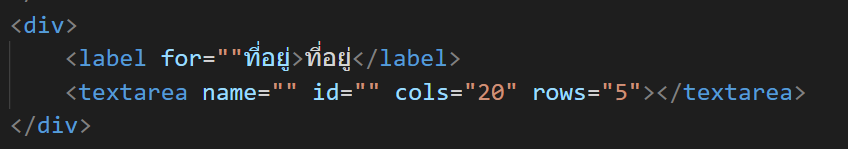 <div>
<label for=""ที่อยู่>ที่อยู่</label>
<textarea name="" id="" cols="20" rows="5"></textarea>
</div>